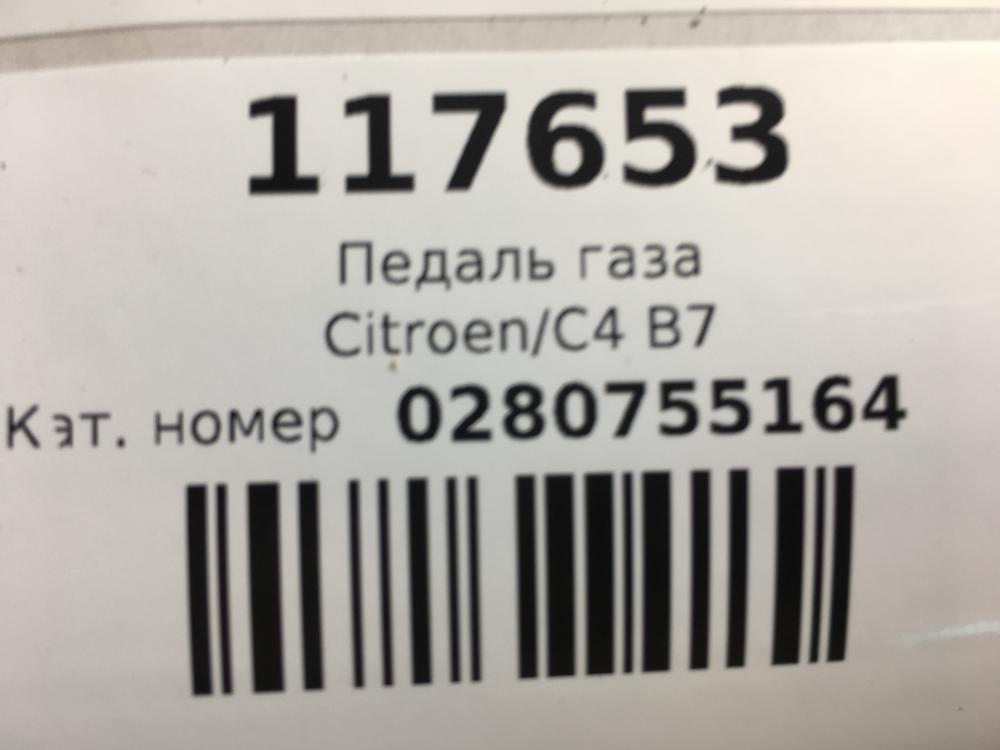 117653
Педаль газа
Citroen/C4 B7
Кат. номер 0280755164